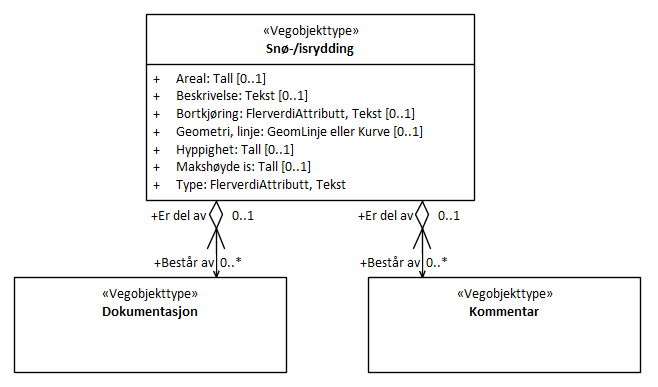 «Vegobjekttype»
Snø-/isrydding
+ Areal: Tall [0..1]
+ Beskrivelse: Tekst [0..1]
+ Bortkjøring: FlerverdiAttributt, Tekst [0..1]
+ Geometri, linje: GeomLinje eller Kurve [0..1]
+ Hyppighet: Tall [0..1]
+ Makshøyde is: Tall [0..1]
+ Type: FlerverdiAttributt, Tekst
+Er del av 0..1 +Er del av 0..1
+Består av 0..* +Består av 0..*
«Vegobjekttype»
Dokumentasjon
«Vegobjekttype»
Kommentar